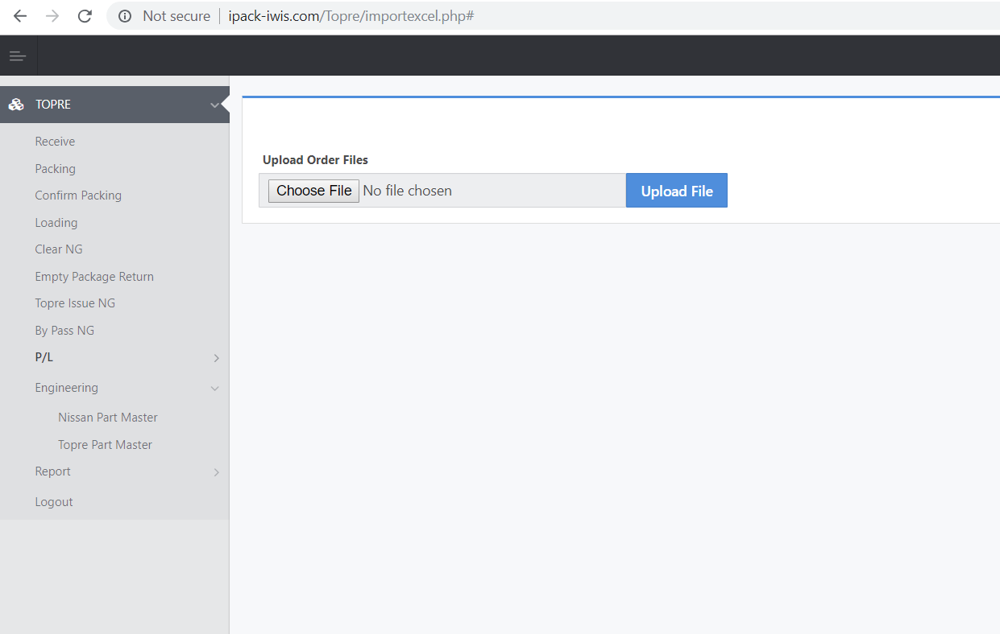 Not secure | ipack-iwis.com/Topre/importexcel.php#
TOPRE
Receive
Packing
Confirm Packing
Loading
Clear NG
Empty Package Return
Topre Issue NG
By Pass NG
P/L
Engineering
Nissan Part Master
Topre Part Master
Report
Logout
Upload Order Files
Choose File No file chosen
Upload File